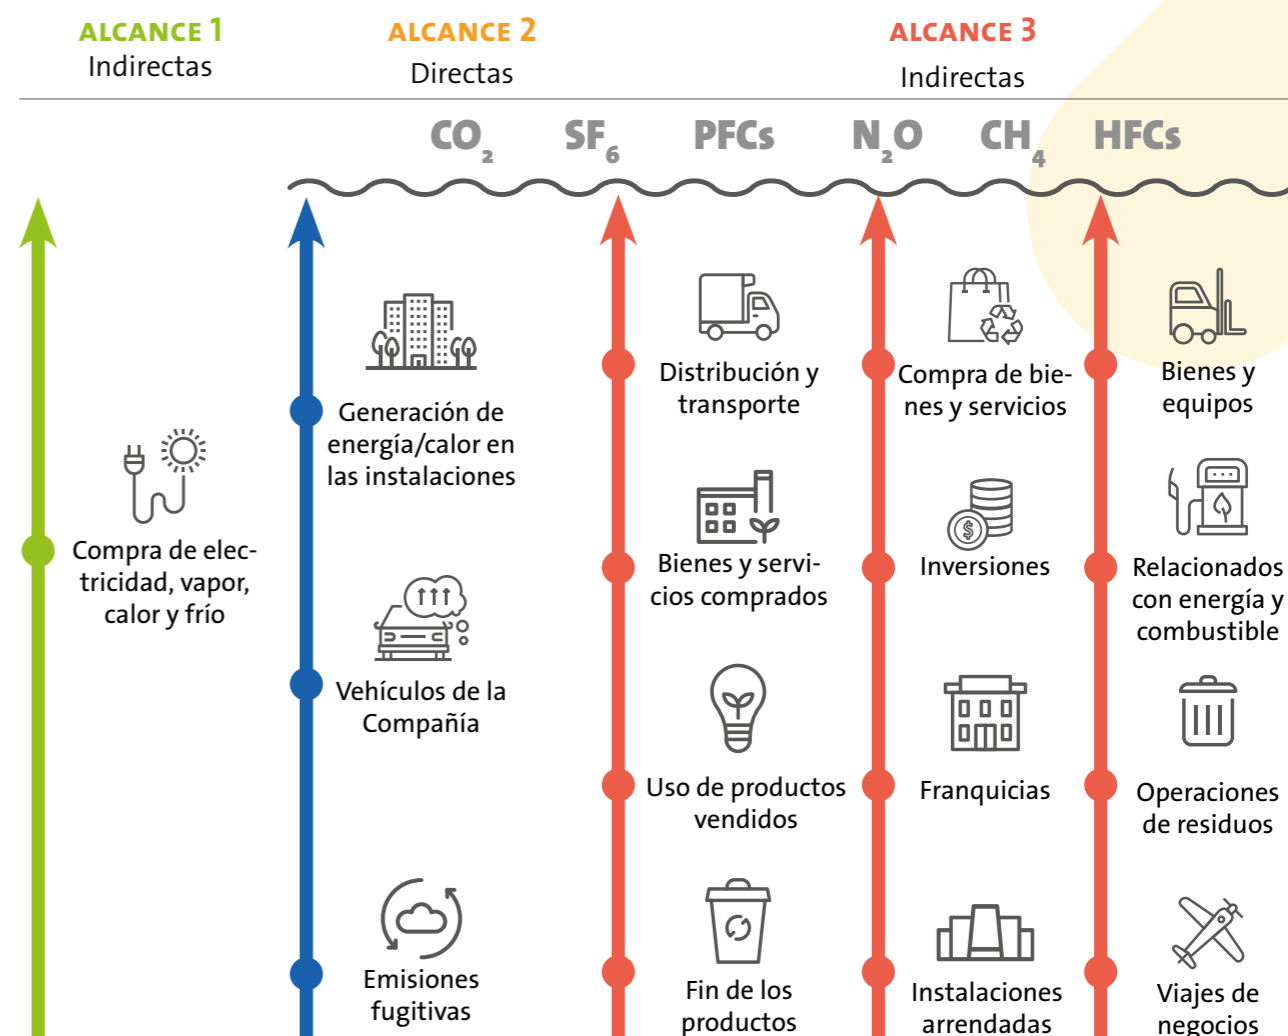 ALCANCE 1
Indirectas
ALCANCE 2
Directas
ALCANCE 3
Indirectas
CO₂ SF₆ PFCs N₂O CH₄ HFCs
Compra de elec-
tricidad, vapor,
calor y frío
Generación de
energía/calor en
las instalaciones
Vehículos de la
Compañía
Emisiones
fugitivas
Distribución y
transporte
Bienes y servi-
cios comprados
Uso de productos
vendidos
Fin de los
productos
Compra de bie-
nes y servicios
$
Inversiones
Franquicias
Instalaciones
arrendadas
Bienes y
equipos
Relacionados
con energía y
combustible
Operaciones
de residuos
Viajes de
negocios